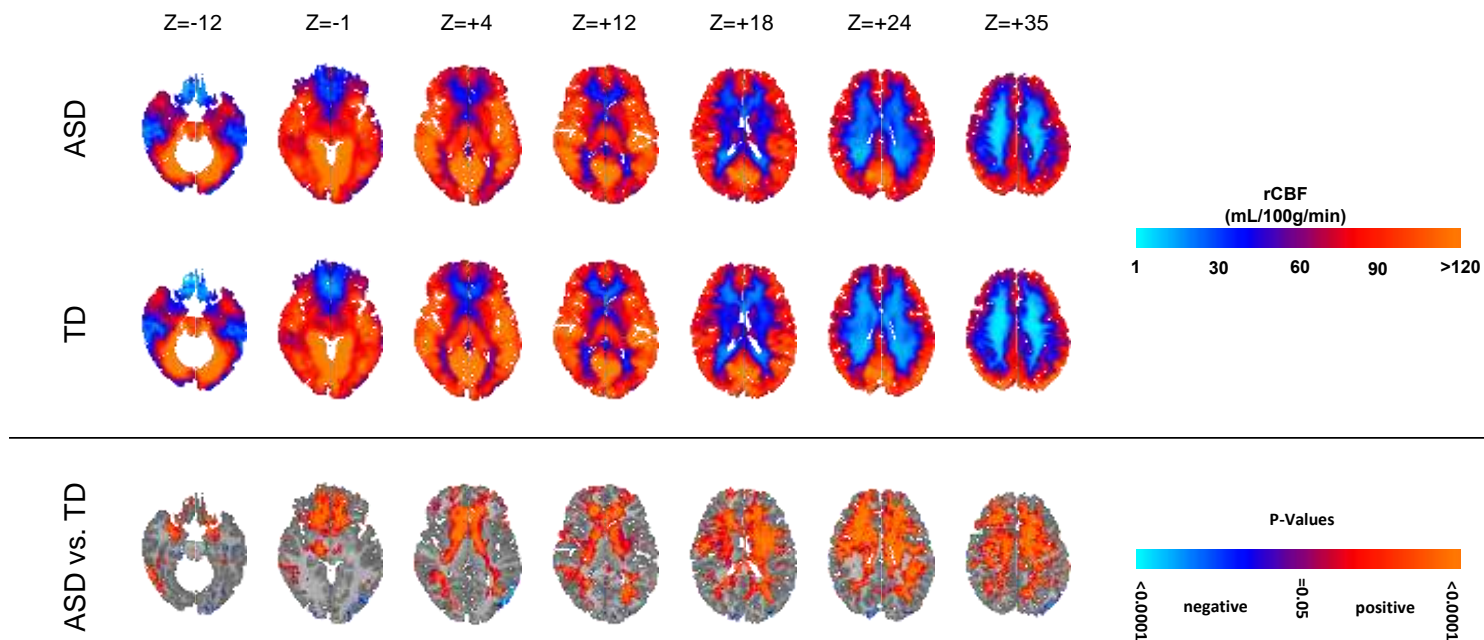 Z=-12 Z=-1 Z=+4 Z=+12 Z=+18 Z=+24 Z=+35
ASD
rCBF
(mL/100g/min)
1 30 60 90 >120
TD
ASD vs. TD
P-Values
<0.0001 negative =0.05 positive <0.0001